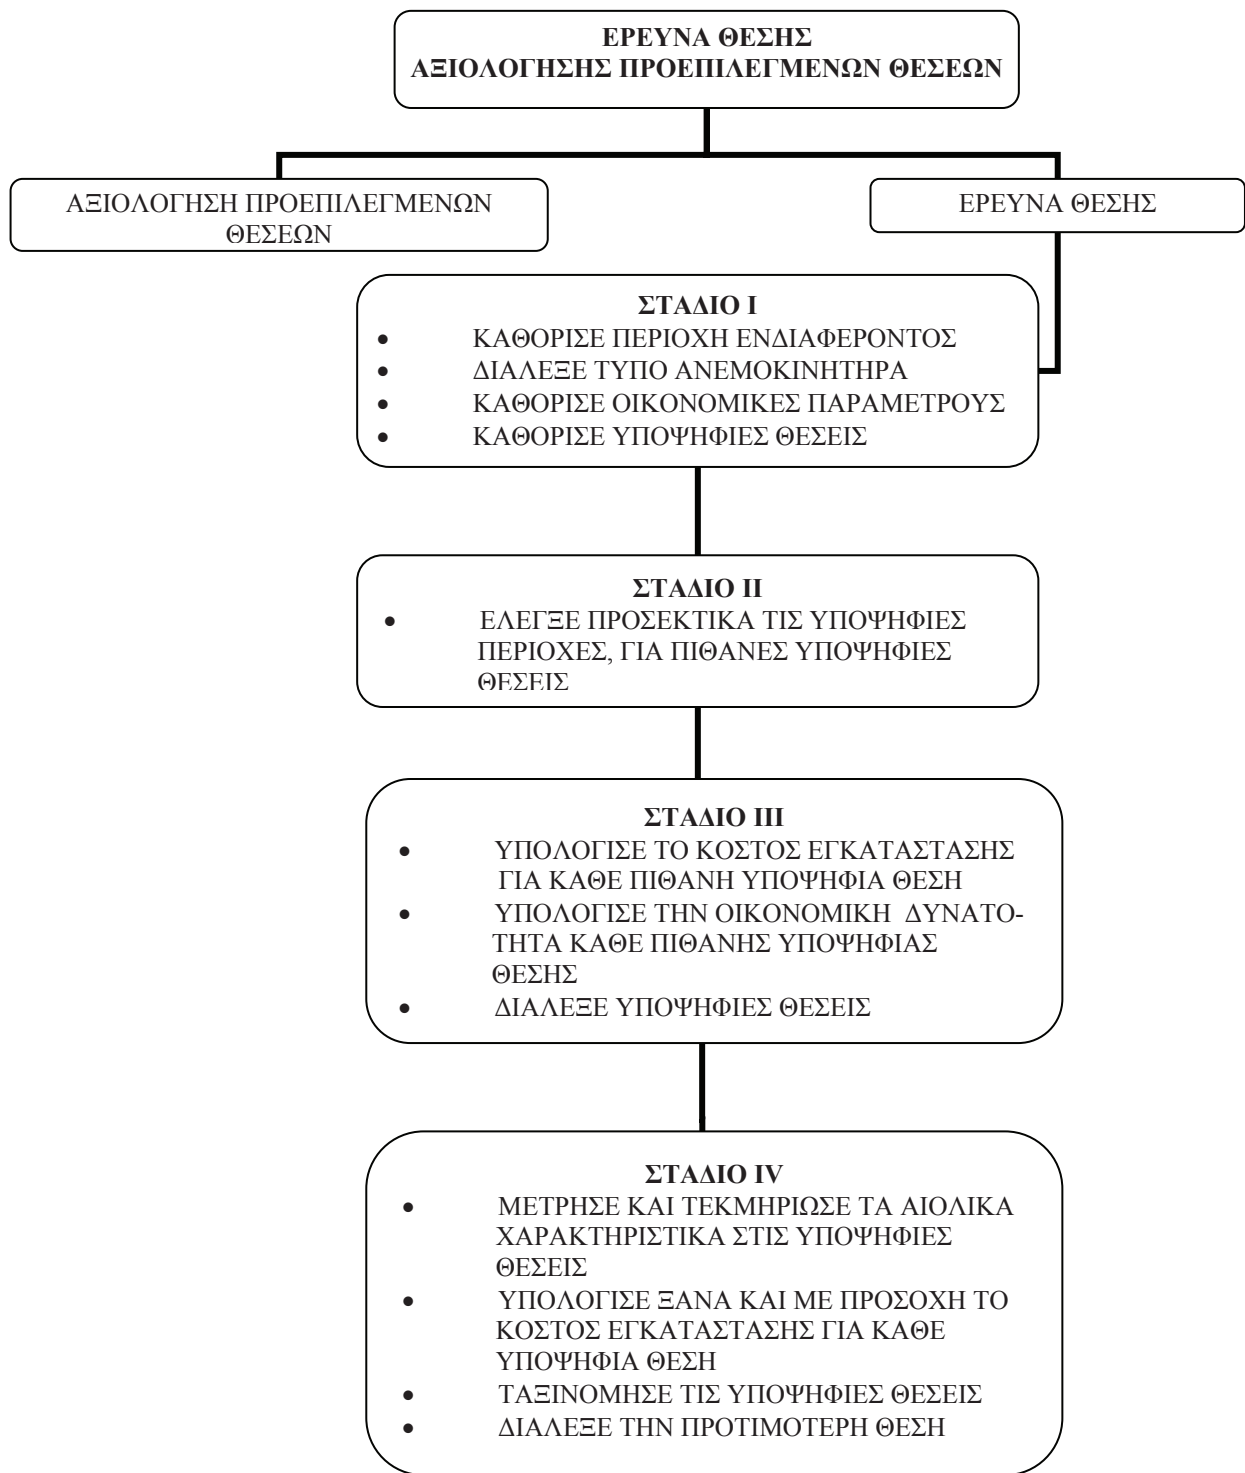 ΕΡΕΥΝΑ ΘΕΣΗΣ
ΑΞΙΟΛΟΓΗΣΗΣ ΠΡΟΕΠΙΛΕΓΜΕΝΩΝ ΘΕΣΕΩΝ
ΑΞΙΟΛΟΓΗΣΗ ΠΡΟΕΠΙΛΕΓΜΕΝΩΝ
ΘΕΣΕΩΝ
ΕΡΕΥΝΑ ΘΕΣΗΣ
ΣΤΑΔΙΟ Ι
• ΚΑΘΟΡΙΣΕ ΠΕΡΙΟΧΗ ΕΝΔΙΑΦΕΡΟΝΤΟΣ
• ΔΙΑΛΕΞΕ ΤΥΠΟ ΑΝΕΜΟΚΙΝΗΤΗΡΑ
• ΚΑΘΟΡΙΣΕ ΟΙΚΟΝΟΜΙΚΕΣ ΠΑΡΑΜΕΤΡΟΥΣ
• ΚΑΘΟΡΙΣΕ ΥΠΟΨΗΦΙΕΣ ΘΕΣΕΙΣ
ΣΤΑΔΙΟ ΙΙ
• ΕΛΕΓΞΕ ΠΡΟΣΕΚΤΙΚΑ ΤΙΣ ΥΠΟΨΗΦΙΕΣ
ΠΕΡΙΟΧΕΣ, ΓΙΑ ΠΙΘΑΝΕΣ ΥΠΟΨΗΦΙΕΣ
ΘΕΣΕΙΣ
ΣΤΑΔΙΟ ΙΙΙ
• ΥΠΟΛΟΓΙΣΕ ΤΟ ΚΟΣΤΟΣ ΕΓΚΑΤΑΣΤΑΣΗΣ
ΓΙΑ ΚΑΘΕ ΠΙΘΑΝΗ ΥΠΟΨΗΦΙΑ ΘΕΣΗ
• ΥΠΟΛΟΓΙΣΕ ΤΗΝ ΟΙΚΟΝΟΜΙΚΗ ΔΥΝΑΤΟ-
ΤΗΤΑ ΚΑΘΕ ΠΙΘΑΝΗΣ ΥΠΟΨΗΦΙΑΣ
ΘΕΣΗΣ
• ΔΙΑΛΕΞΕ ΥΠΟΨΗΦΙΕΣ ΘΕΣΕΙΣ
ΣΤΑΔΙΟ IV
• ΜΕΤΡΗΣΕ ΚΑΙ ΤΕΚΜΗΡΙΩΣΕ ΤΑ ΑΙΟΛΙΚΑ
ΧΑΡΑΚΤΗΡΙΣΤΙΚΑ ΣΤΙΣ ΥΠΟΨΗΦΙΕΣ
ΘΕΣΕΙΣ
• ΥΠΟΛΟΓΙΣΕ ΞΑΝΑ ΚΑΙ ΜΕ ΠΡΟΣΟΧΗ ΤΟ
ΚΟΣΤΟΣ ΕΓΚΑΤΑΣΤΑΣΗΣ ΓΙΑ ΚΑΘΕ
ΥΠΟΨΗΦΙΑ ΘΕΣΗ
• ΤΑΞΙΝΟΜΗΣΕ ΤΙΣ ΥΠΟΨΗΦΙΕΣ ΘΕΣΕΙΣ
• ΔΙΑΛΕΞΕ ΤΗΝ ΠΡΟΤΙΜΟΤΕΡΗ ΘΕΣΗ